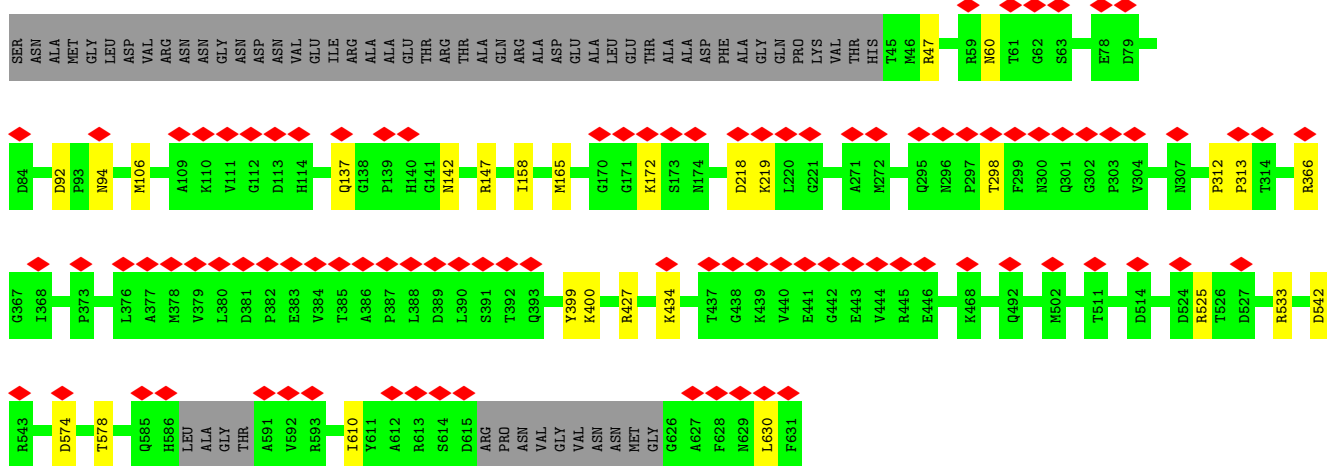 SER ASN ALA MET GLY LEU ASP VAL ARG ASN ASN GLY ASN ASP ASN VAL GLU ILE ARG ALA ALA GLU THR ARG THR ALA GLN ARG ALA ASP GLU ALA LEU GLU THR ALA ALA ASP PHE ALA GLY GLN PRO LYS VAL THR HIS T45 M46 R47 R59 N60 T61 G62 S63 E78 D79
D84 D92 P93 N94 M106 A109 K110 V111 G112 D113 H114 Q137 G138 P139 H140 G141 N142 R147 I158 M165 G170 G171 K172 S173 N174 D218 K219 L220 G221 A271 M272 Q295 N296 P297 T298 F299 N300 Q301 G302 P303 V304 N307 P312 P313 T314 R366
G367 I368 P373 L376 A377 M378 V379 L380 D381 P382 E383 V384 T385 A386 P387 L388 D389 L390 S391 T392 Q393 Y399 K400 R427 K434 T437 G438 K439 V440 E441 G442 E443 V444 R445 E446 K468 Q492 M502 T511 D514 D524 R525 T526 D527 R533 D542
R543 D574 T578 Q585 H586 LEU ALA GLY THR A591 V592 R593 I610 Y611 A612 R613 S614 D615 ARG PRO ASN VAL GLY VAL ASN ASN MET GLY G626 A627 F628 N629 L630 F631